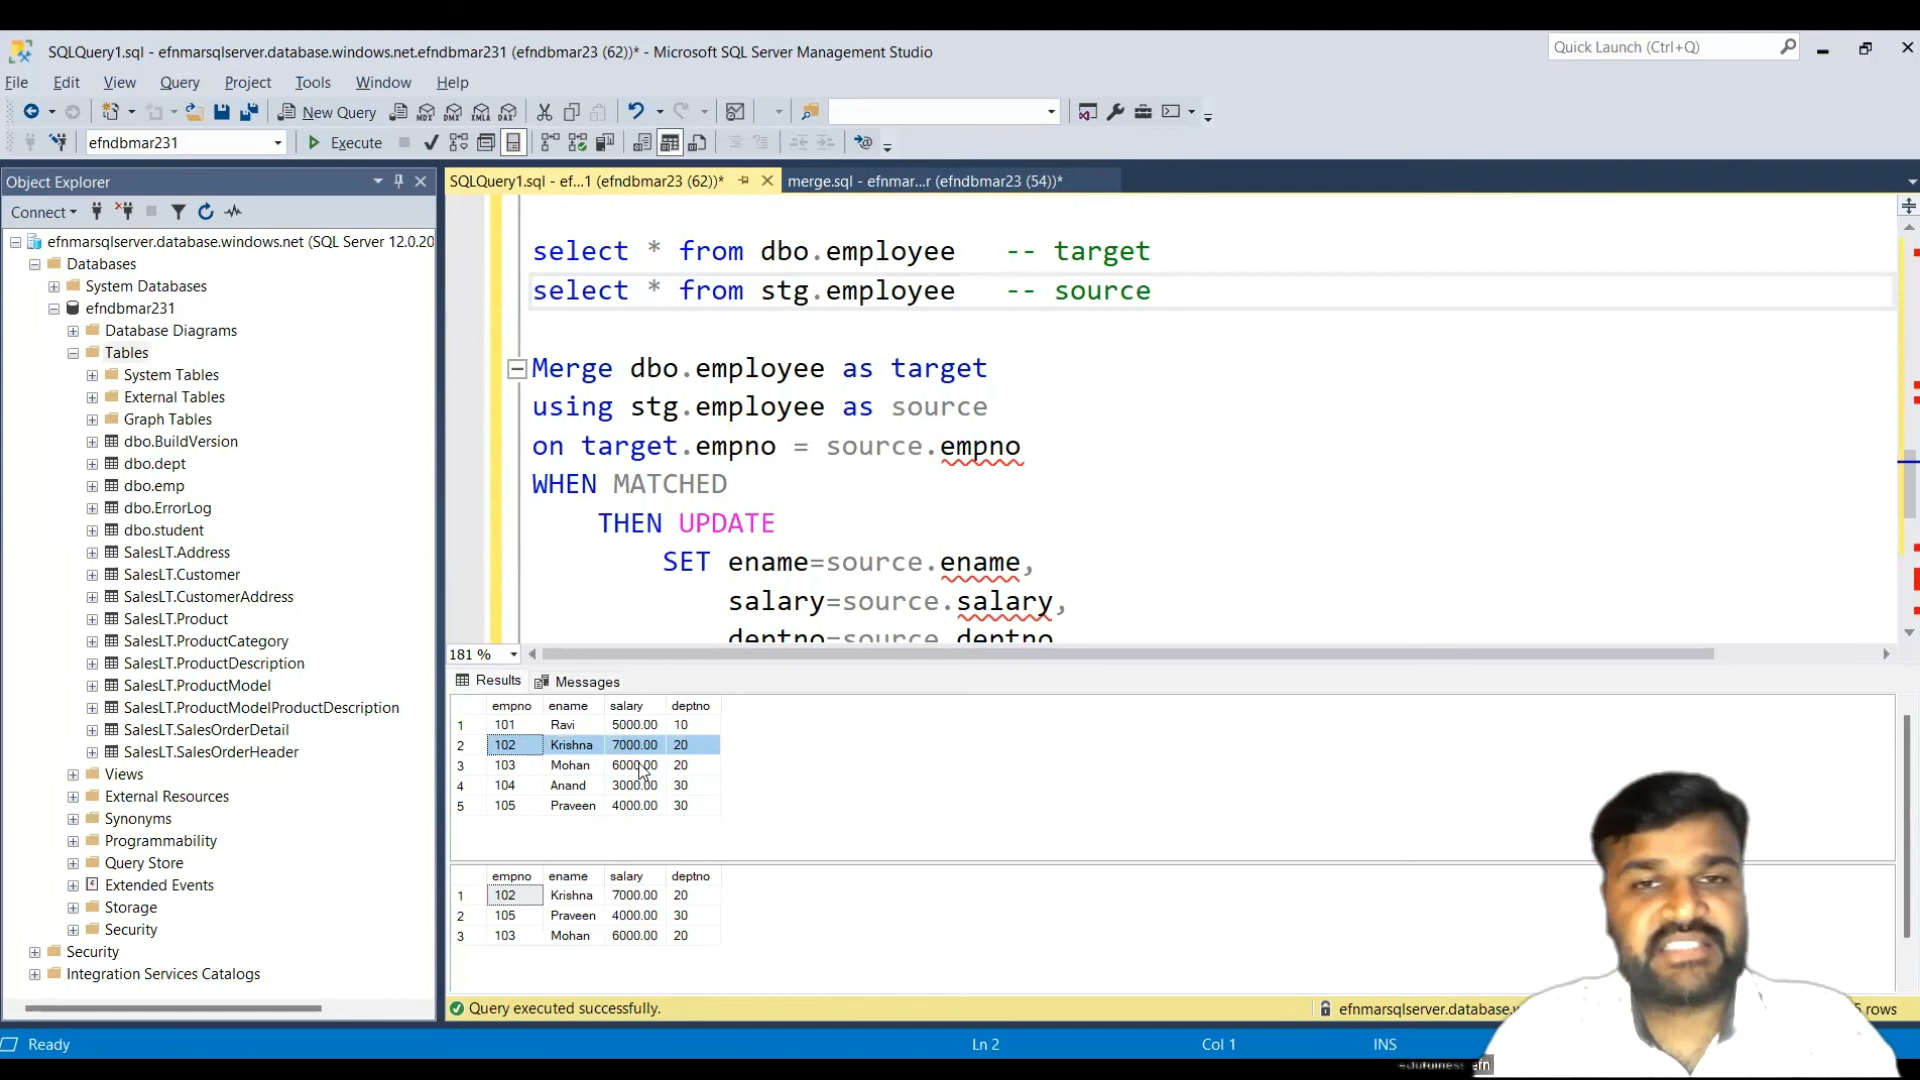 SQLQuery1.sql - efnmarsqlserver.database.windows.net.efndbmar231 (efndbmar23 (62))* - Microsoft SQL Server Management Studio
Quick Launch (Ctrl+Q)
File Edit View Query Project Tools Window Help
New Query
MDX DMX XMLA DAX
efndbmar231
Execute
Object Explorer
SQLQuery1.sql - ef...1 (efndbmar23 (62))*
merge.sql - efnmar...r (efndbmar23 (54))*
Connect
efnmarsqlserver.database.windows.net (SQL Server 12.0.20
Databases
System Databases
efndbmar231
Database Diagrams
Tables
System Tables
External Tables
Graph Tables
dbo.BuildVersion
dbo.dept
dbo.emp
dbo.ErrorLog
dbo.student
SalesLT.Address
SalesLT.Customer
SalesLT.CustomerAddress
SalesLT.Product
SalesLT.ProductCategory
SalesLT.ProductDescription
SalesLT.ProductModel
SalesLT.ProductModelProductDescription
SalesLT.SalesOrderDetail
SalesLT.SalesOrderHeader
Views
External Resources
Synonyms
Programmability
Query Store
Extended Events
Storage
Security
Security
Integration Services Catalogs
select * from dbo.employee -- target
select * from stg.employee -- source
Merge dbo.employee as target
using stg.employee as source
on target.empno = source.empno
WHEN MATCHED
THEN UPDATE
SET ename=source.ename,
salary=source.salary,
deptno=source.deptno
181 %
Results Messages
empno ename salary deptno
1 101 Ravi 5000.00 10
2 102 Krishna 7000.00 20
3 103 Mohan 6000.00 20
4 104 Anand 3000.00 30
5 105 Praveen 4000.00 30
empno ename salary deptno
1 102 Krishna 7000.00 20
2 105 Praveen 4000.00 30
3 103 Mohan 6000.00 20
Query executed successfully.
efnmarsqlserver.database.
rows
Ready
Ln 2
Col 1
INS
efn